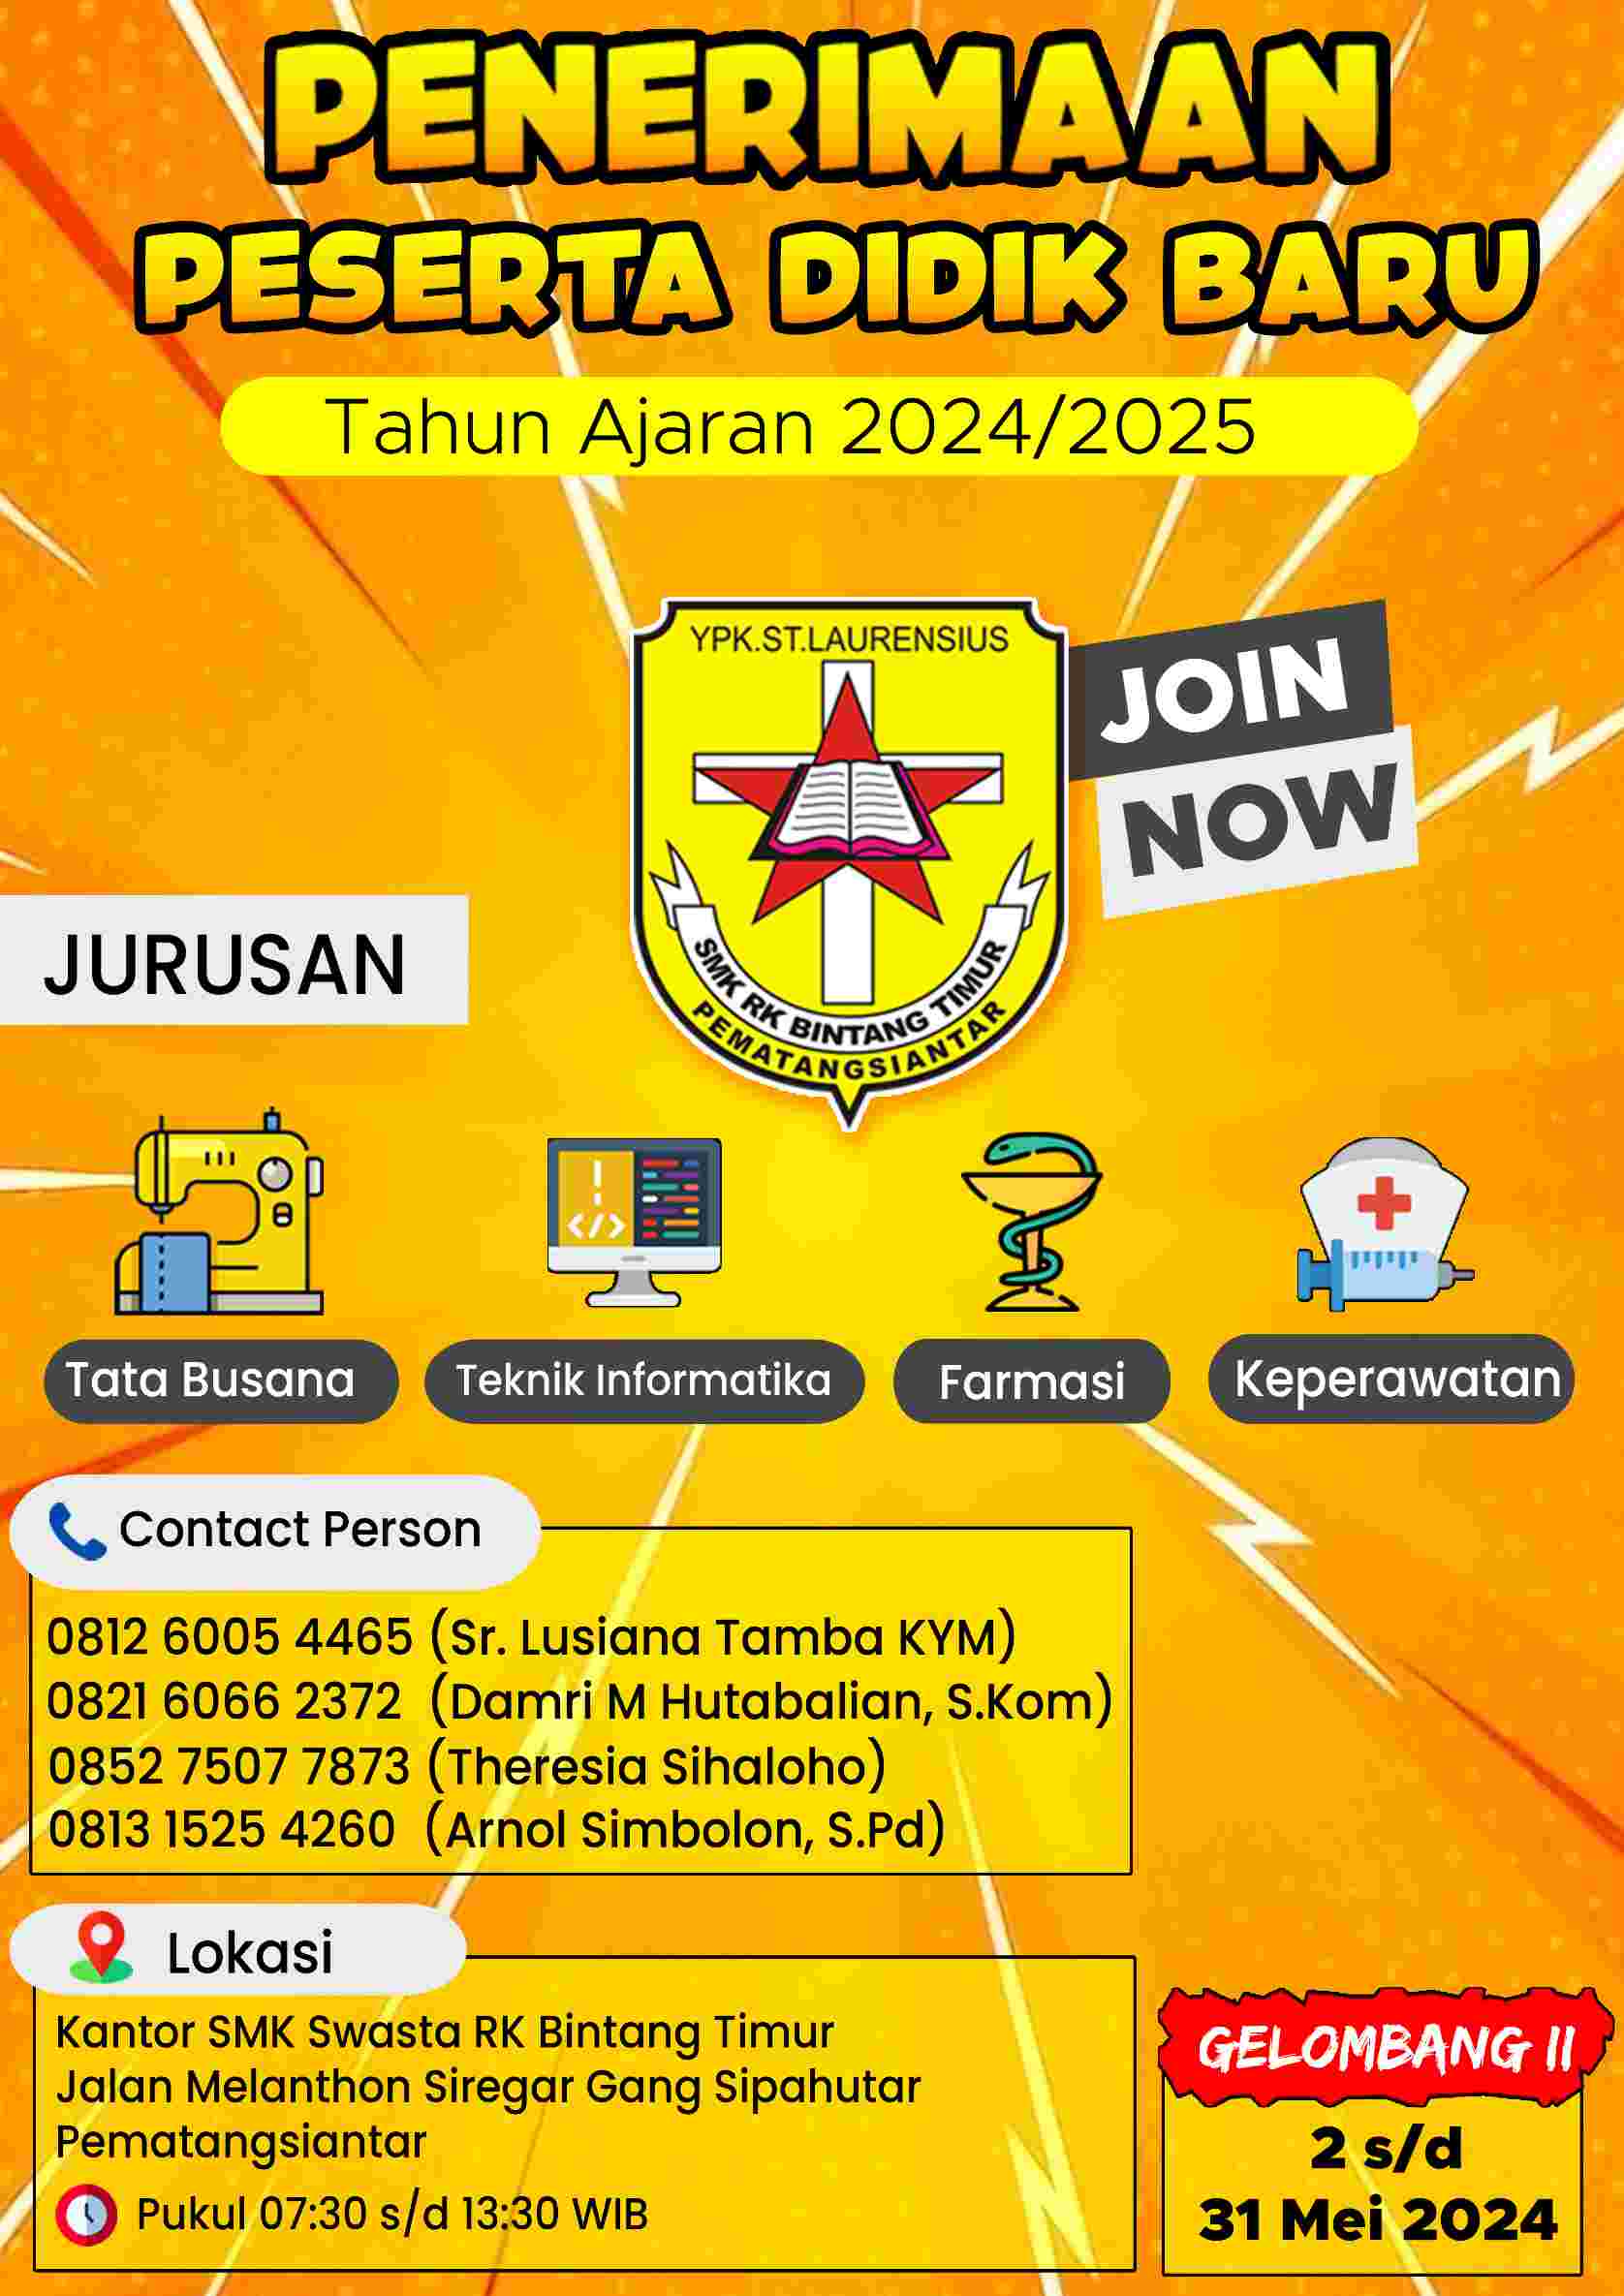 PENERIMAAN
PESERTA DIDIK BARU
Tahun Ajaran 2024/2025
YPK.ST.LAURENSIUS
SMK RK BINTANG TIMUR
PEMATANGSIANTAR
JOIN
NOW
JURUSAN
Tata Busana
Teknik Informatika
Farmasi
Keperawatan
Contact Person
0812 6005 4465 (Sr. Lusiana Tamba KYM)
0821 6066 2372 (Damri M Hutabalian, S.Kom)
0852 7507 7873 (Theresia Sihaloho)
0813 1525 4260 (Arnol Simbolon, S.Pd)
Lokasi
Kantor SMK Swasta RK Bintang Timur
Jalan Melanthon Siregar Gang Sipahutar
Pematangsiantar
Pukul 07:30 s/d 13:30 WIB
GELOMBANG II
2 s/d
31 Mei 2024